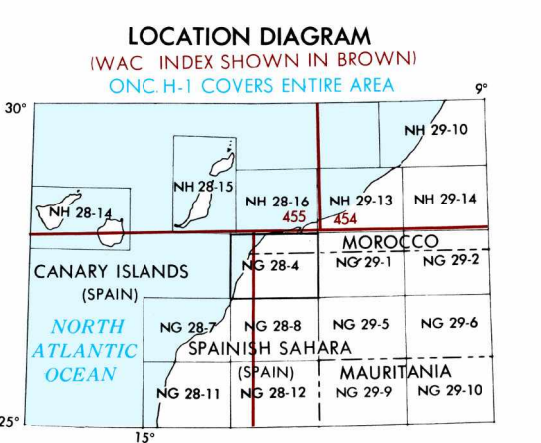 LOCATION DIAGRAM
(WAC INDEX SHOWN IN BROWN)
ONC. H-1 COVERS ENTIRE AREA
30°
9°
NH 29-10
NH 28-15
NH 28-14
NH 28-16
NH 29-13
NH 29-14
455
454
MOROCCO
CANARY ISLANDS
(SPAIN)
NG 28-4
NG 29-1
NG 29-2
NORTH
ATLANTIC
OCEAN
NG 28-7
NG 28-8
NG 29-5
NG 29-6
SPAINISH SAHARA
(SPAIN)
MAURITANIA
NG 28-11
NG 28-12
NG 29-9
NG 29-10
25°
15°